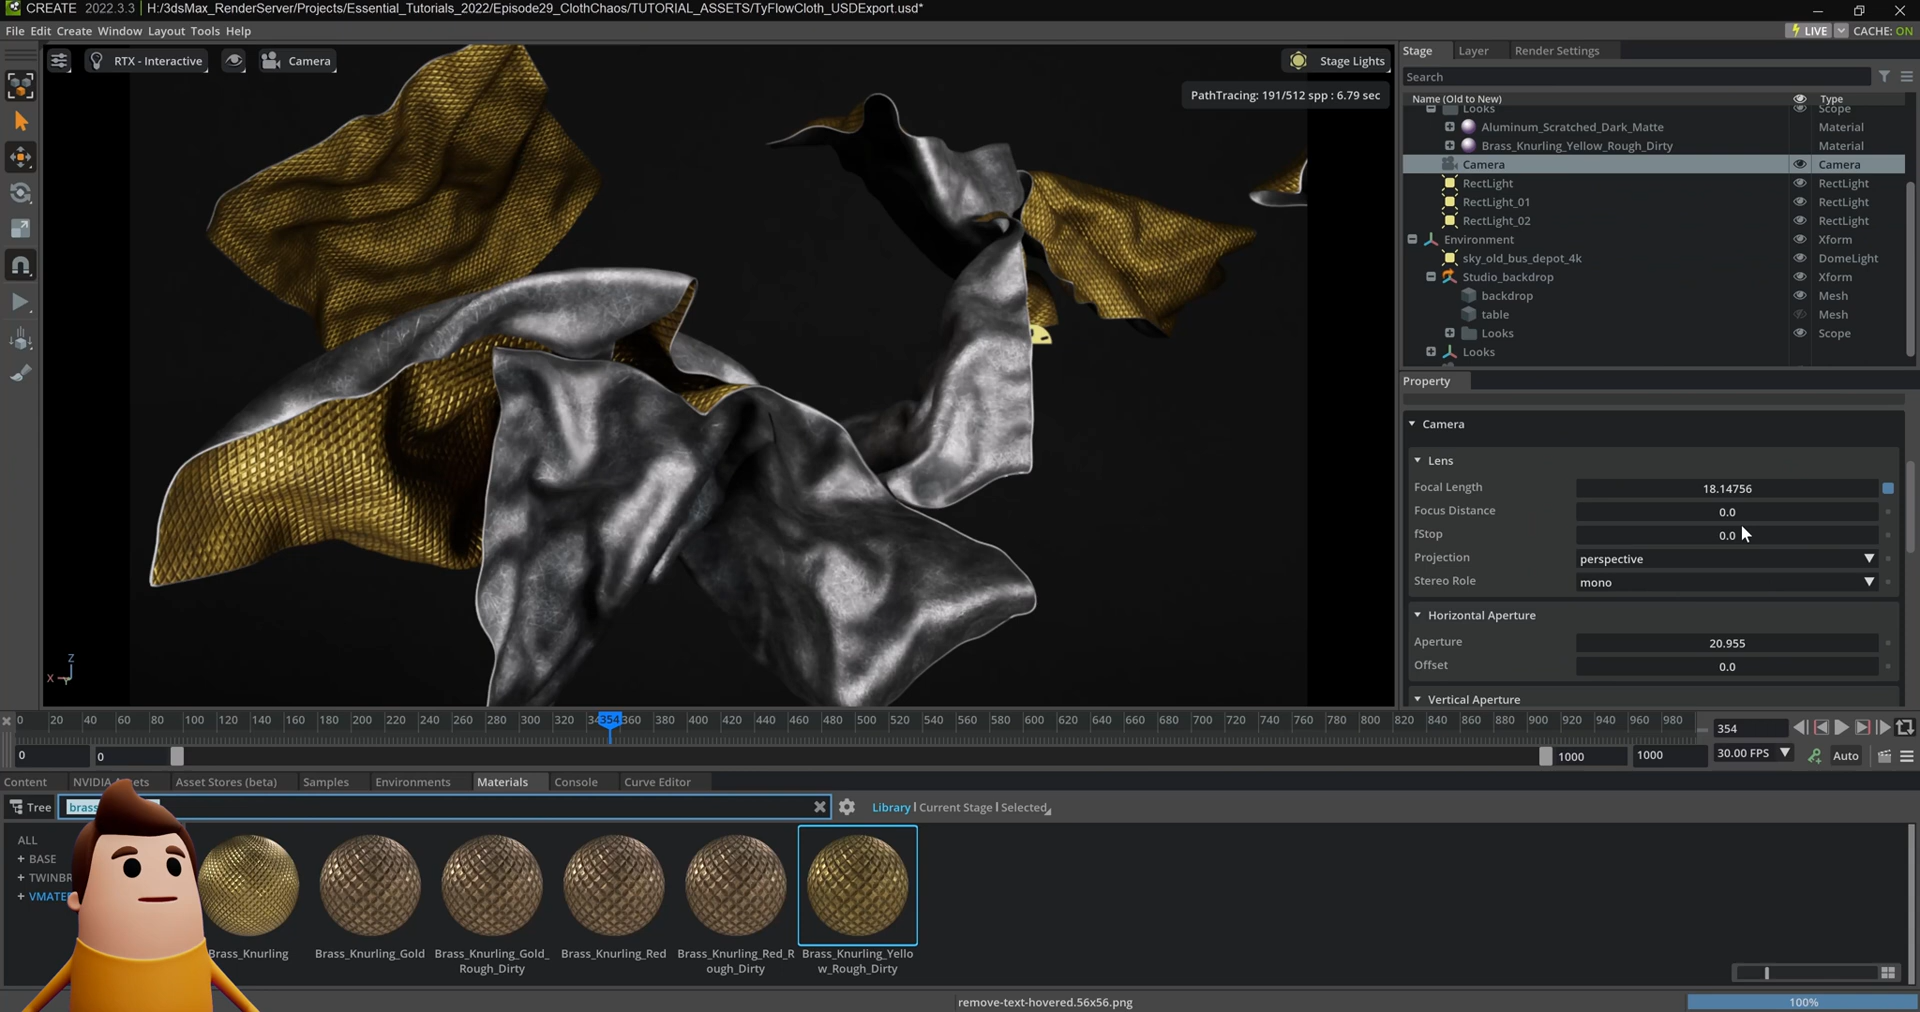 CREATE 2022.3.3 H:/3dsMax_RenderServer/Projects/Essential_Tutorials_2022/Episode29_ClothChaos/TUTORIAL_ASSETS/TyFlowCloth_USDExport.usd*
File Edit Create Window Layout Tools Help
LIVE CACHE: ON
RTX - Interactive
Camera
Stage Lights
PathTracing: 191/512 spp : 6.79 sec
Z
X
Y
Stage Layer Render Settings
Search
Name (Old to New) Type
Looks Scope
Aluminum_Scratched_Dark_Matte Material
Brass_Knurling_Yellow_Rough_Dirty Material
Camera Camera
RectLight RectLight
RectLight_01 RectLight
RectLight_02 RectLight
Environment Xform
sky_old_bus_depot_4k DomeLight
Studio_backdrop Xform
backdrop Mesh
table Mesh
Looks Scope
Looks
Property
Camera
Lens
Focal Length 18.14756
Focus Distance 0.0
fStop 0.0
Projection perspective
Stereo Role mono
Horizontal Aperture
Aperture 20.955
Offset 0.0
Vertical Aperture
0 20 40 60 80 100 120 140 160 180 200 220 240 260 280 300 320 354 360 380 400 420 440 460 480 500 520 540 560 580 600 620 640 660 680 700 720 740 760 780 800 820 840 860 880 900 920 940 960 980
354
0 0 1000 1000 30.00 FPS Auto
Content Asset Stores (beta) Samples Environments Materials Console Curve Editor
Tree brass Library Current Stage Selected
ALL
+ BASE
Brass_Knurling
Brass_Knurling_Gold
Brass_Knurling_Gold_
Rough_Dirty
Brass_Knurling_Red
Brass_Knurling_Red_R
ough_Dirty
Brass_Knurling_Yello
w_Rough_Dirty
remove-text-hovered.56x56.png
100%